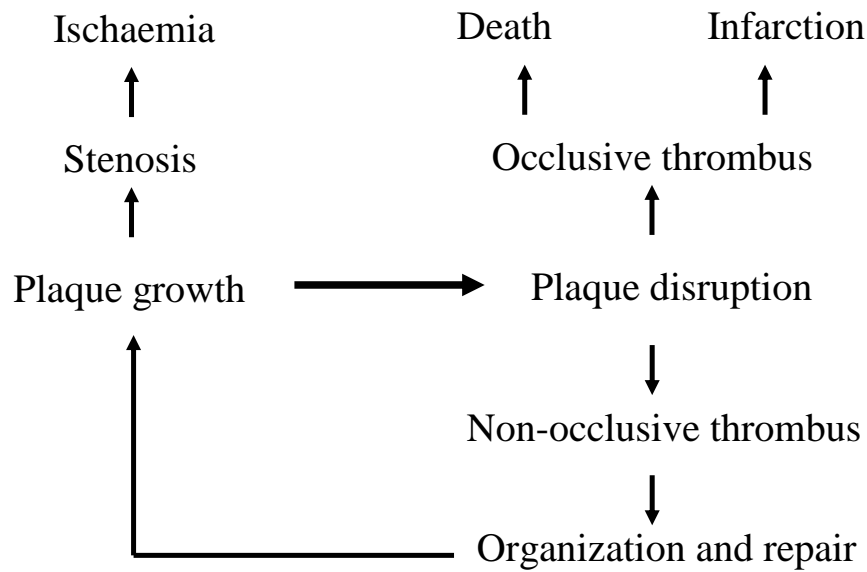 Ischaemia
Death
Infarction
Stenosis
Occlusive thrombus
Plaque growth
Plaque disruption
Non-occlusive thrombus
Organization and repair